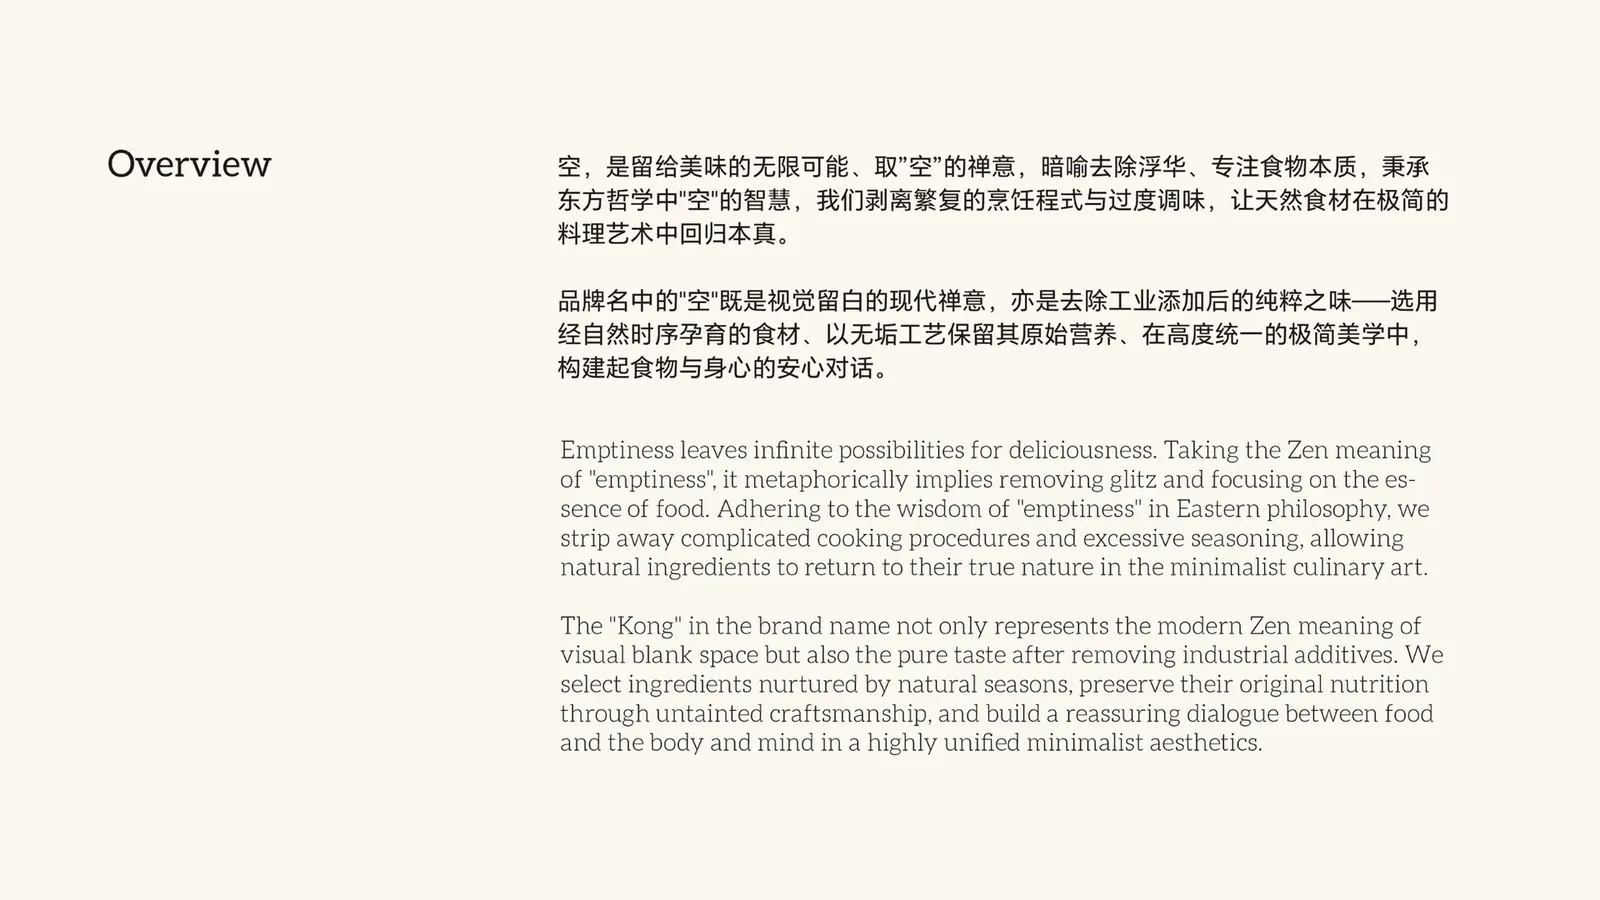 Overview
空，是留给美味的无限可能、取”空”的禅意，暗喻去除浮华、专注食物本质，秉承
东方哲学中"空"的智慧，我们剥离繁复的烹饪程式与过度调味，让天然食材在极简的
料理艺术中回归本真。
品牌名中的"空"既是视觉留白的现代禅意，亦是去除工业添加后的纯粹之味——选用
经自然时序孕育的食材、以无垢工艺保留其原始营养、在高度统一的极简美学中，
构建起食物与身心的安心对话。
Emptiness leaves infinite possibilities for deliciousness. Taking the Zen meaning
of "emptiness", it metaphorically implies removing glitz and focusing on the es-
sence of food. Adhering to the wisdom of "emptiness" in Eastern philosophy, we
strip away complicated cooking procedures and excessive seasoning, allowing
natural ingredients to return to their true nature in the minimalist culinary art.
The "Kong" in the brand name not only represents the modern Zen meaning of
visual blank space but also the pure taste after removing industrial additives. We
select ingredients nurtured by natural seasons, preserve their original nutrition
through untainted craftsmanship, and build a reassuring dialogue between food
and the body and mind in a highly unified minimalist aesthetics.